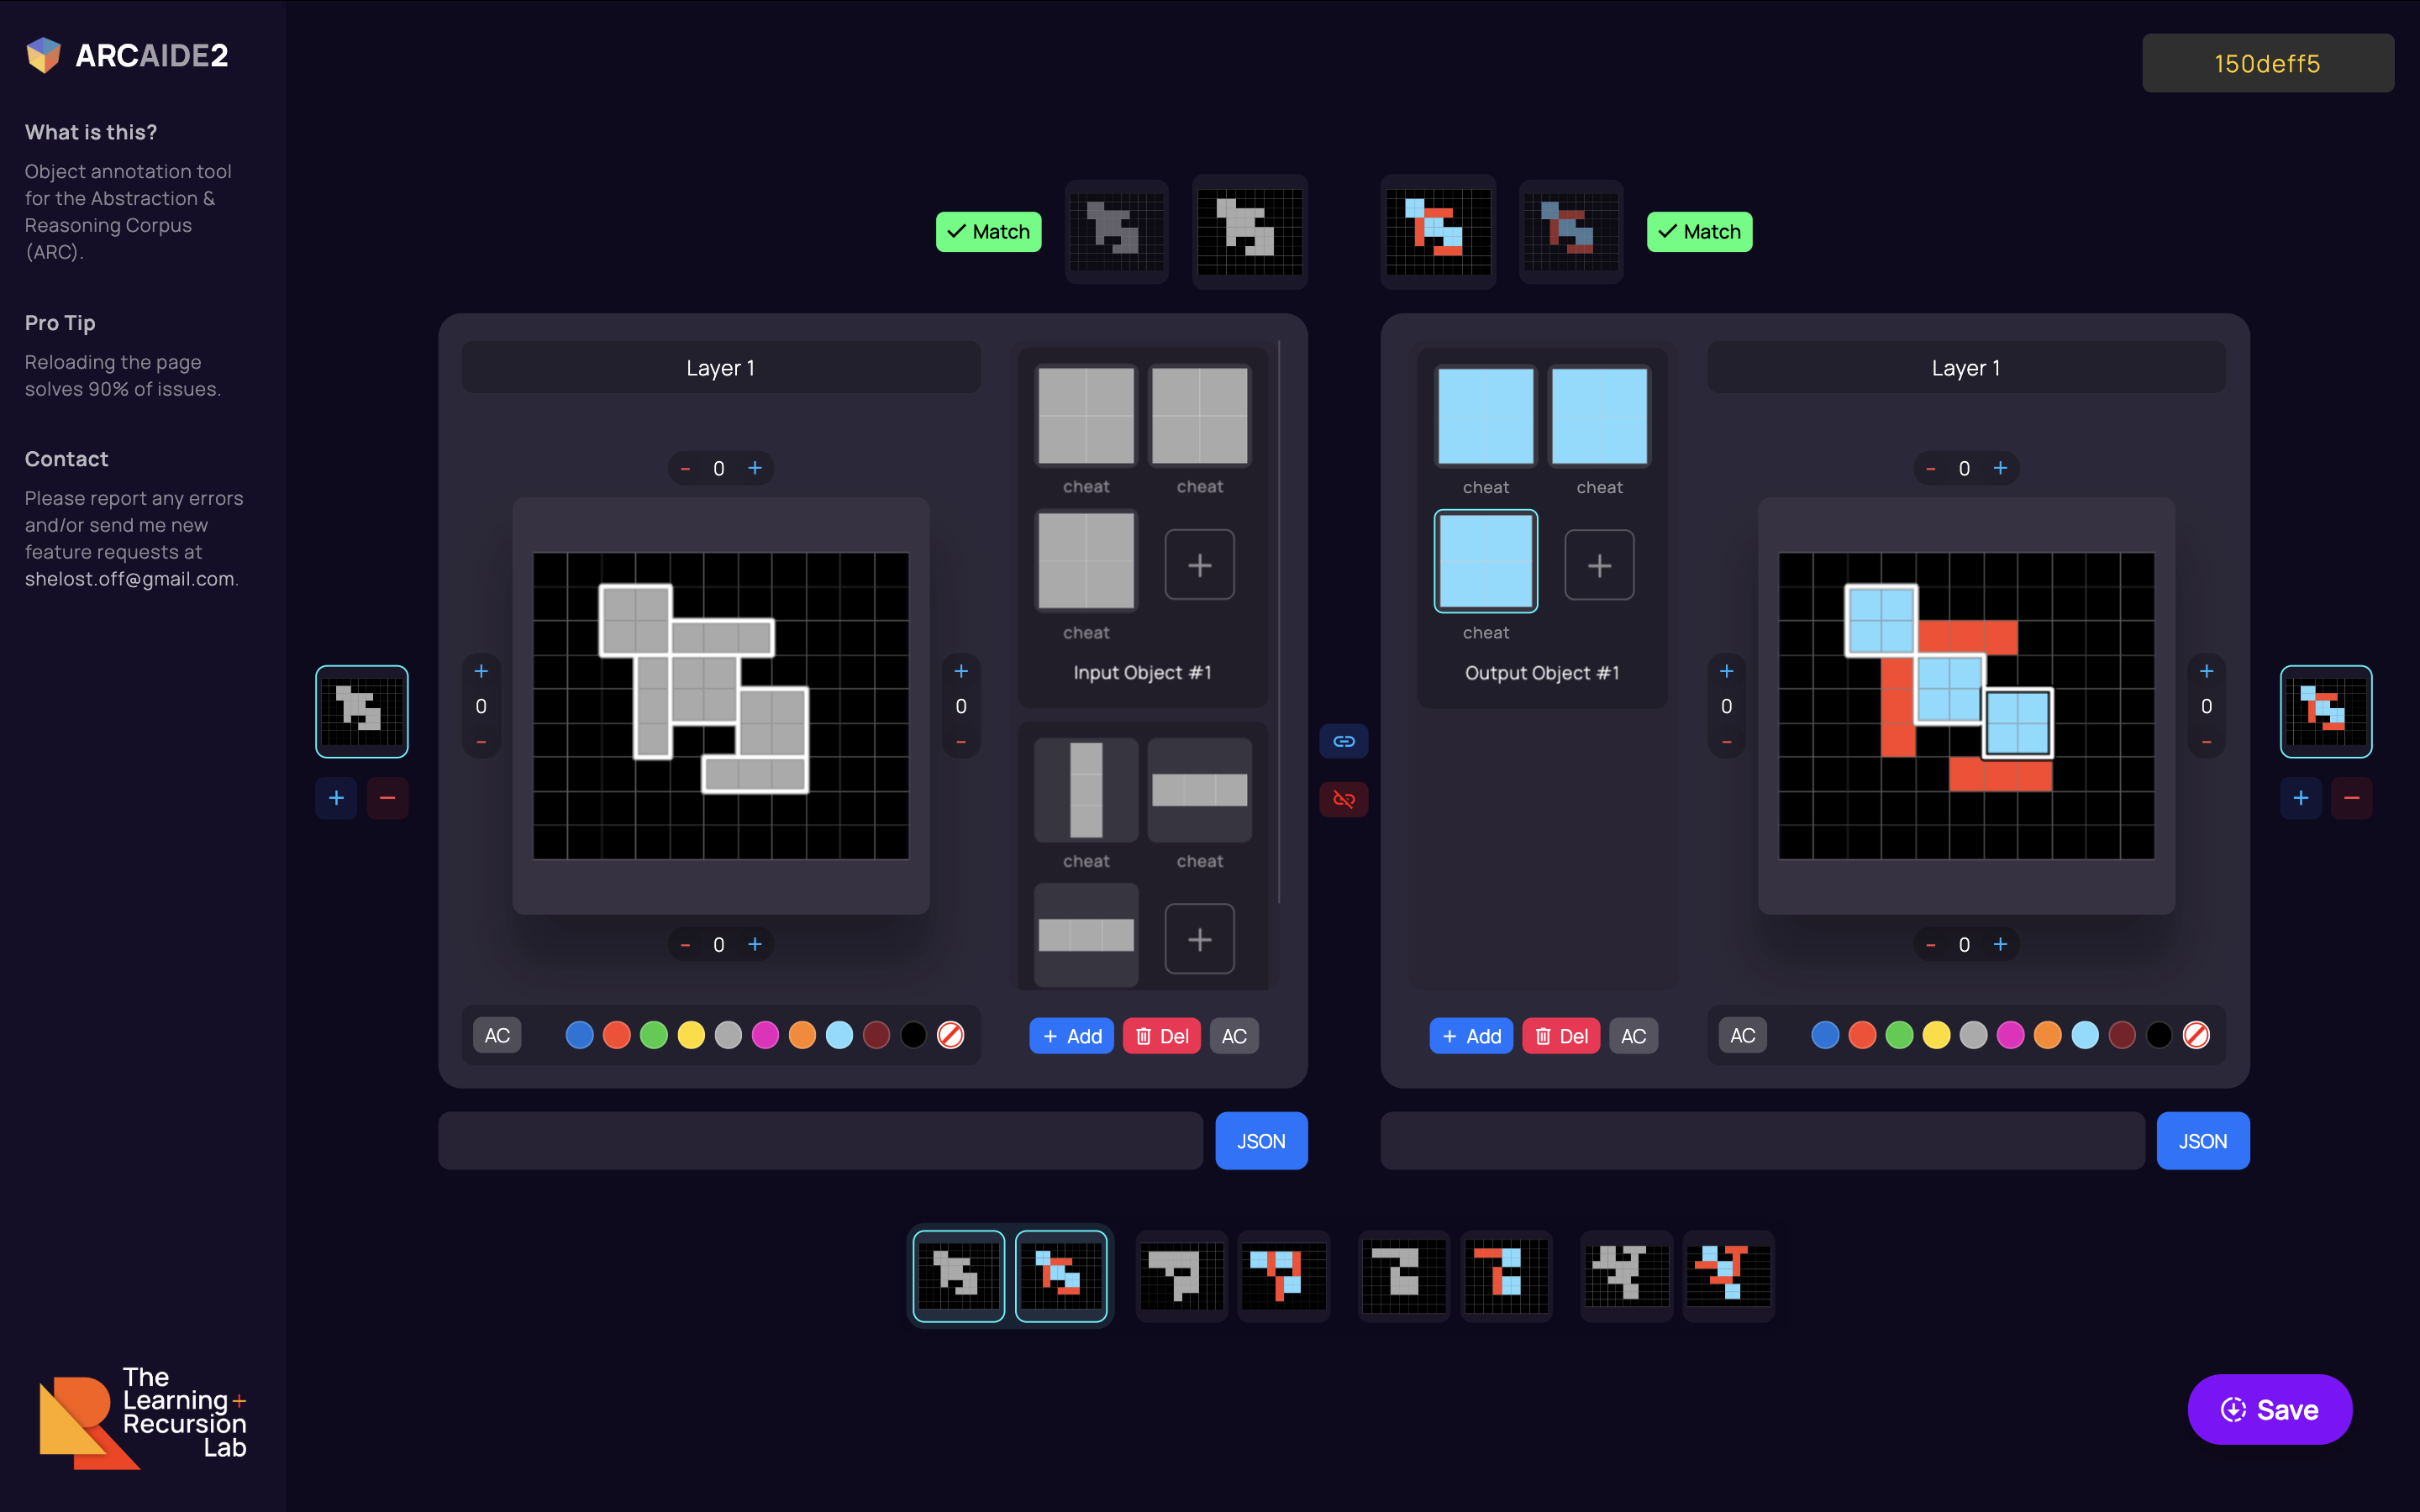 ARCAIDE2
150deff5
What is this?
Object annotation tool
for the Abstraction &
Reasoning Corpus
(ARC).
Pro Tip
Reloading the page
solves 90% of issues.
Contact
Please report any errors
and/or send me new
feature requests at
shelost.off@gmail.com.
Match
Match
Layer 1
- 0 +
+
0
-
+
0
-
- 0 +
AC
cheat cheat
cheat
Input Object #1
cheat cheat
+ Add Del AC
cheat cheat
cheat
Output Object #1
+ Add Del AC
Layer 1
- 0 +
+
0
-
+
0
-
- 0 +
AC
+ -
+ -
JSON
JSON
Save
The
Learning+
Recursion
Lab